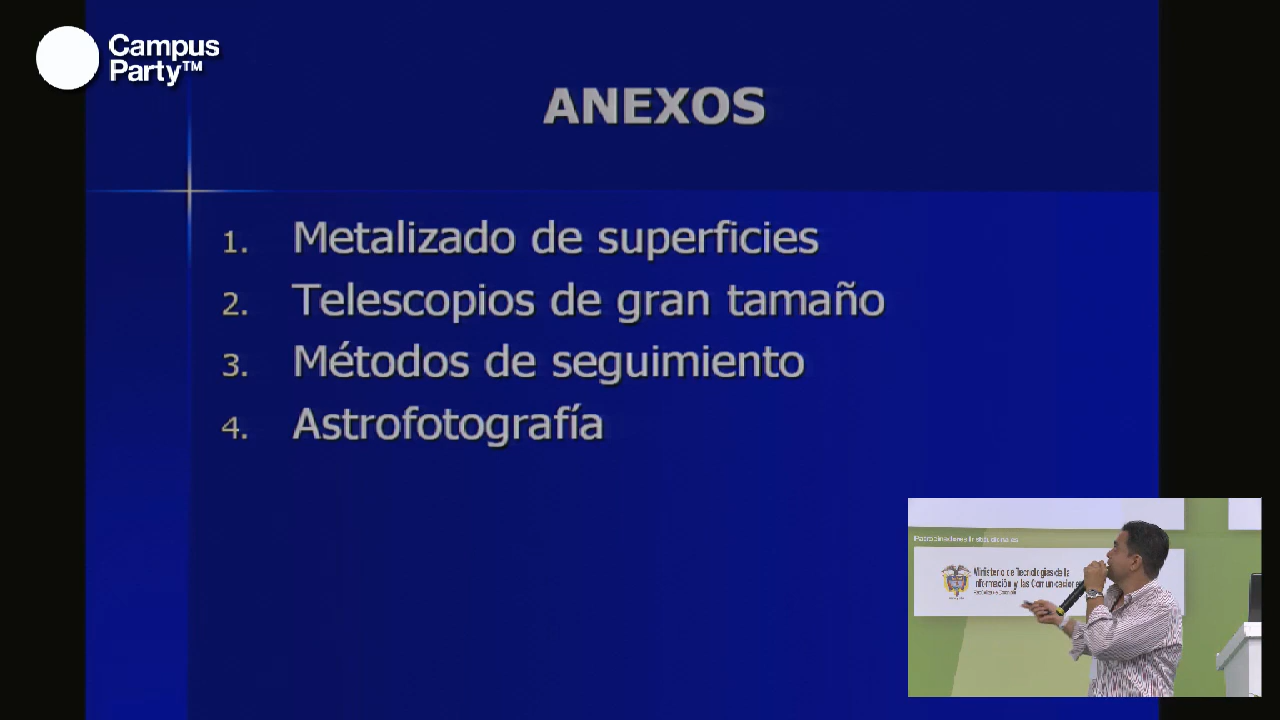 Campus
Party™
ANEXOS
1. Metalizado de superficies
2. Telescopios de gran tamaño
3. Métodos de seguimiento
4. Astrofotografía
Ministerio de Tecnologías de la
Información y las Comunicaciones